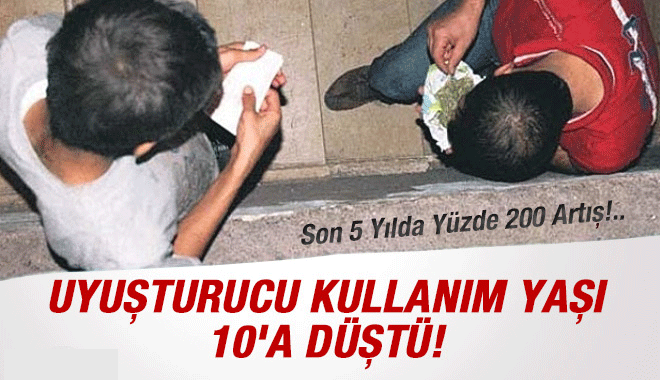 Son 5 Yılda Yüzde 200 Artış!..
UYUŞTURUCU KULLANIM YAŞI
10'A DÜŞTÜ!